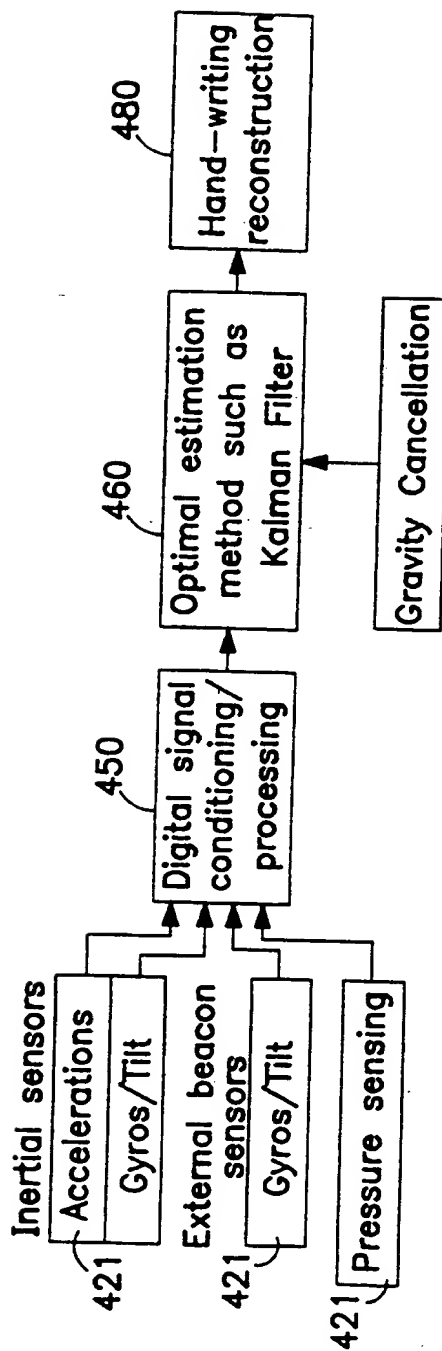 Inertial sensors
Accelerations
421
Gyros/Tilt
External beacon
sensors
421
Gyros/Tilt
421
Pressure sensing
450
Digital signal
conditioning/
processing
460
Optimal estimation
method such as
Kalman Filter
Gravity Cancellation
480
Hand-writing
reconstruction